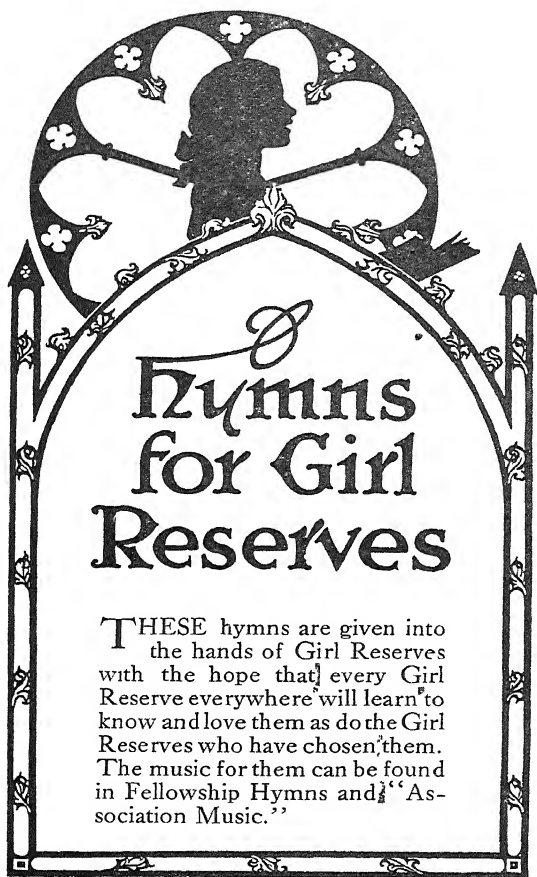 Hymns
for Girl
Reserves
THESE hymns are given into
the hands of Girl Reserves
with the hope that every Girl
Reserve everywhere will learn to
know and love them as do the Girl
Reserves who have chosen them.
The music for them can be found
in Fellowship Hymns and "As-
sociation Music."